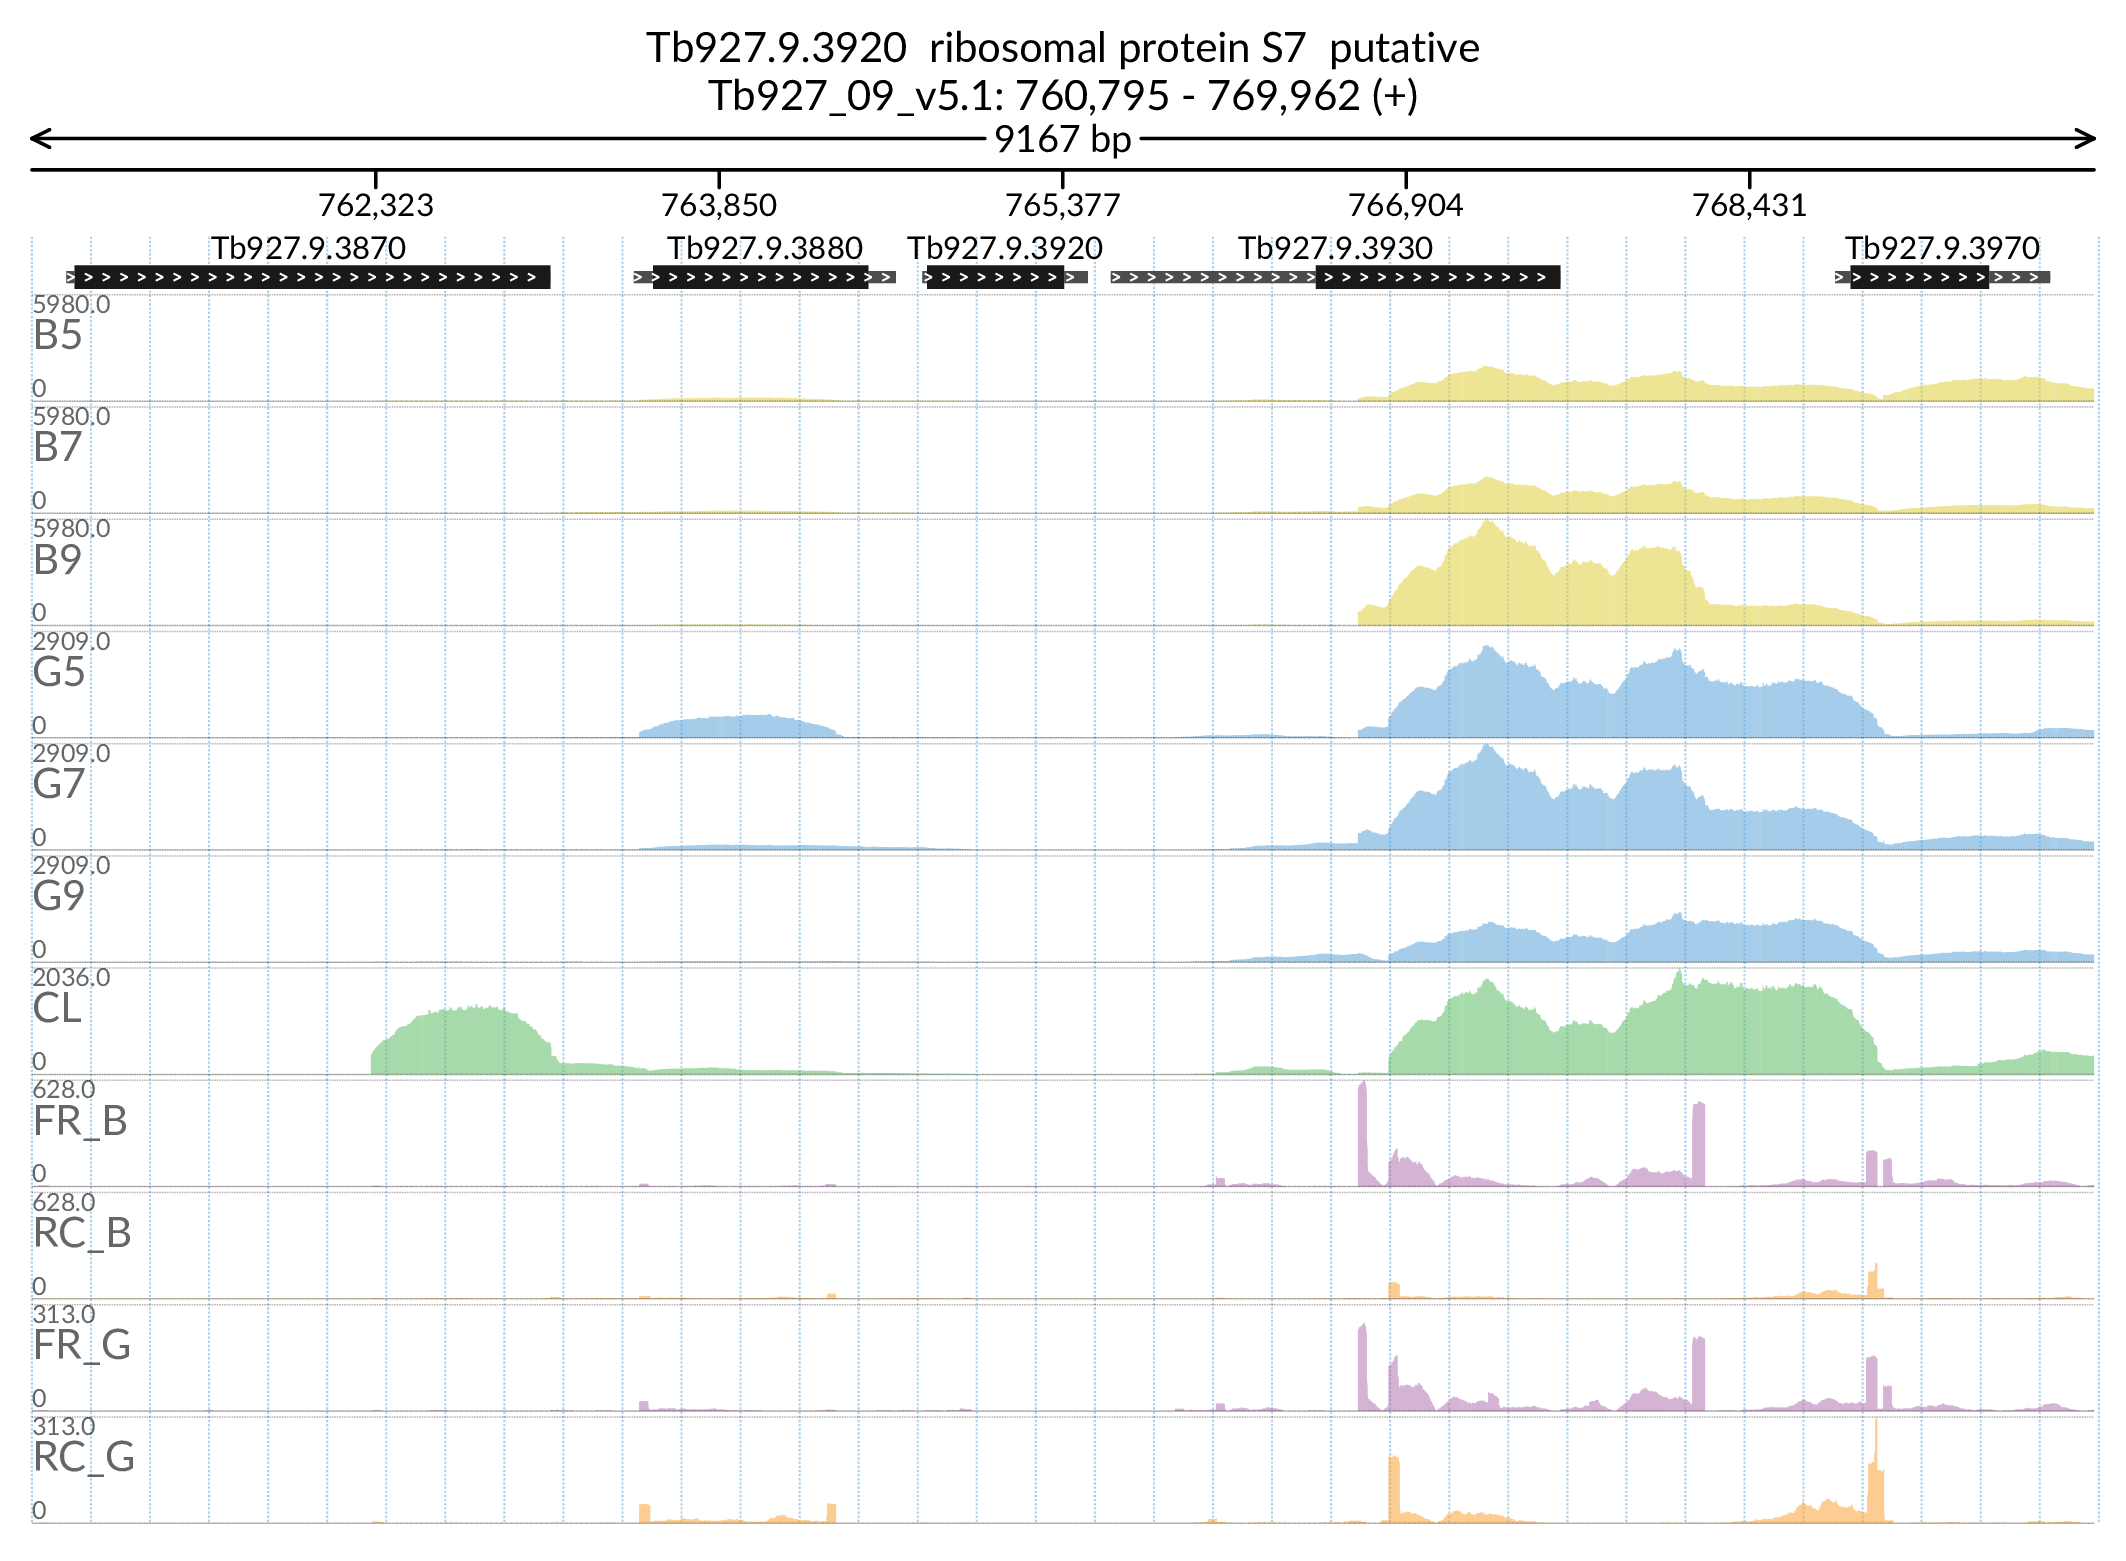 Tb927.9.3920  ribosomal protein S7  putative
Tb927_09_v5.1: 760,795 - 769,962 (+)
9167 bp
762,323 763,850 765,377 766,904 768,431
Tb927.9.3870 Tb927.9.3880 Tb927.9.3920 Tb927.9.3930 Tb927.9.3970
5980.0
B5
0
5980.0
B7
0
5980.0
B9
0
2909.0
G5
0
2909.0
G7
0
2909.0
G9
0
2036.0
CL
0
628.0
FR_B
0
628.0
RC_B
0
313.0
FR_G
0
313.0
RC_G
0